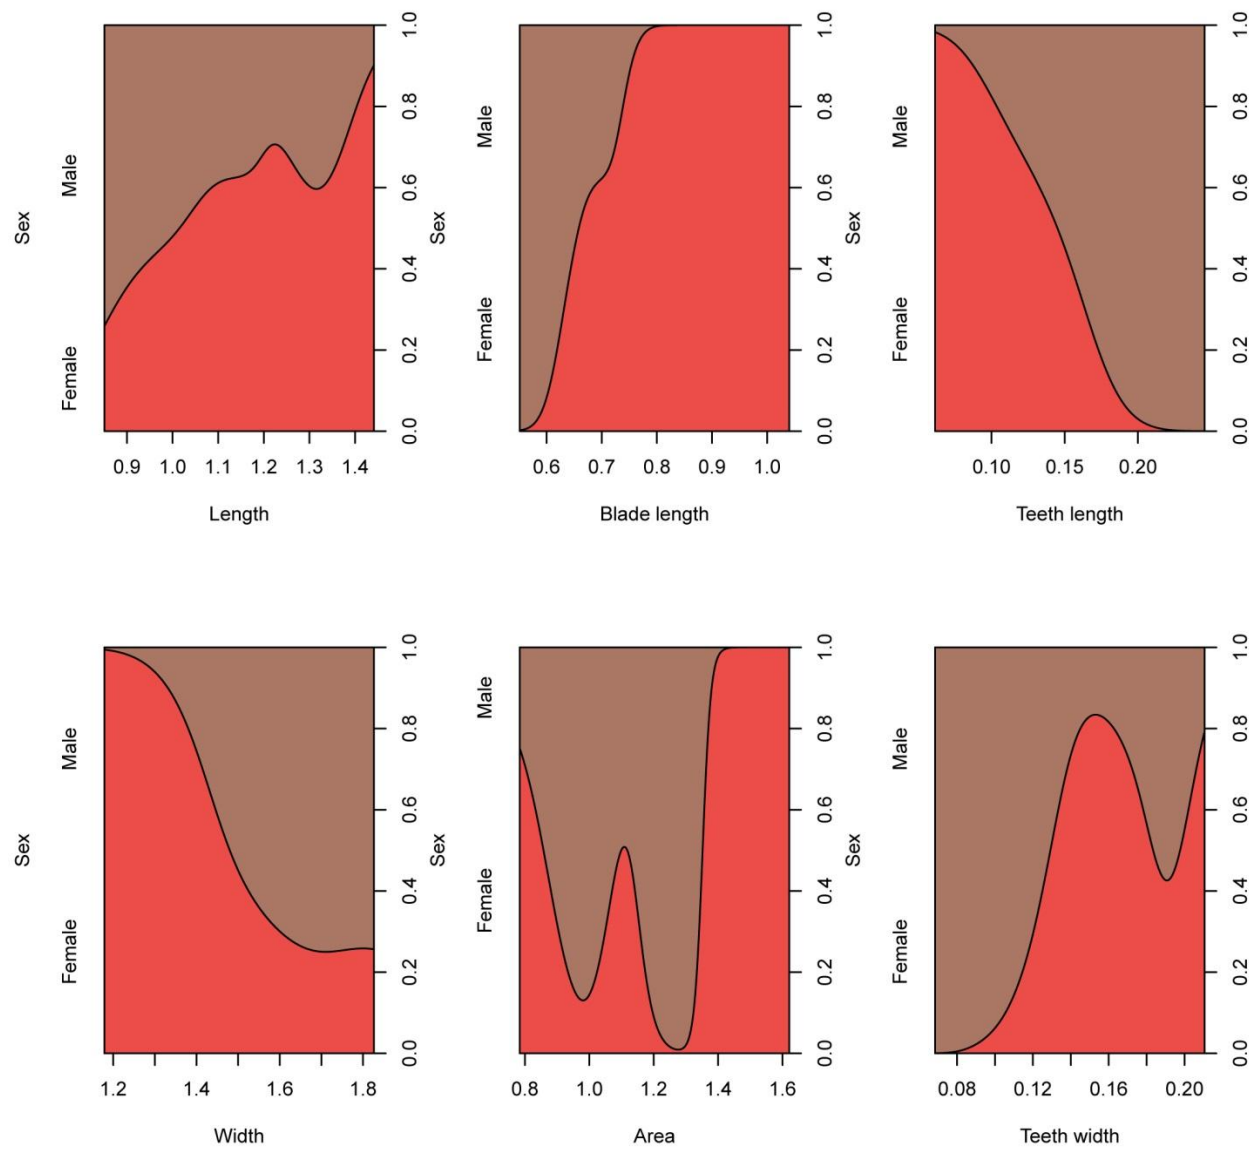 Sex
Male
Female
1.0
0.8
0.6
0.4
0.2
0.0
0.9 1.0 1.1 1.2 1.3 1.4
Length
Sex
Male
Female
1.0
0.8
0.6
0.4
0.2
0.0
0.6 0.7 0.8 0.9 1.0
Blade length
Sex
Male
Female
1.0
0.8
0.6
0.4
0.2
0.0
0.10 0.15 0.20
Teeth length
Sex
Male
Female
1.0
0.8
0.6
0.4
0.2
0.0
1.2 1.4 1.6 1.8
Width
Sex
Male
Female
1.0
0.8
0.6
0.4
0.2
0.0
0.8 1.0 1.2 1.4 1.6
Area
Sex
Male
Female
1.0
0.8
0.6
0.4
0.2
0.0
0.08 0.12 0.16 0.20
Teeth width